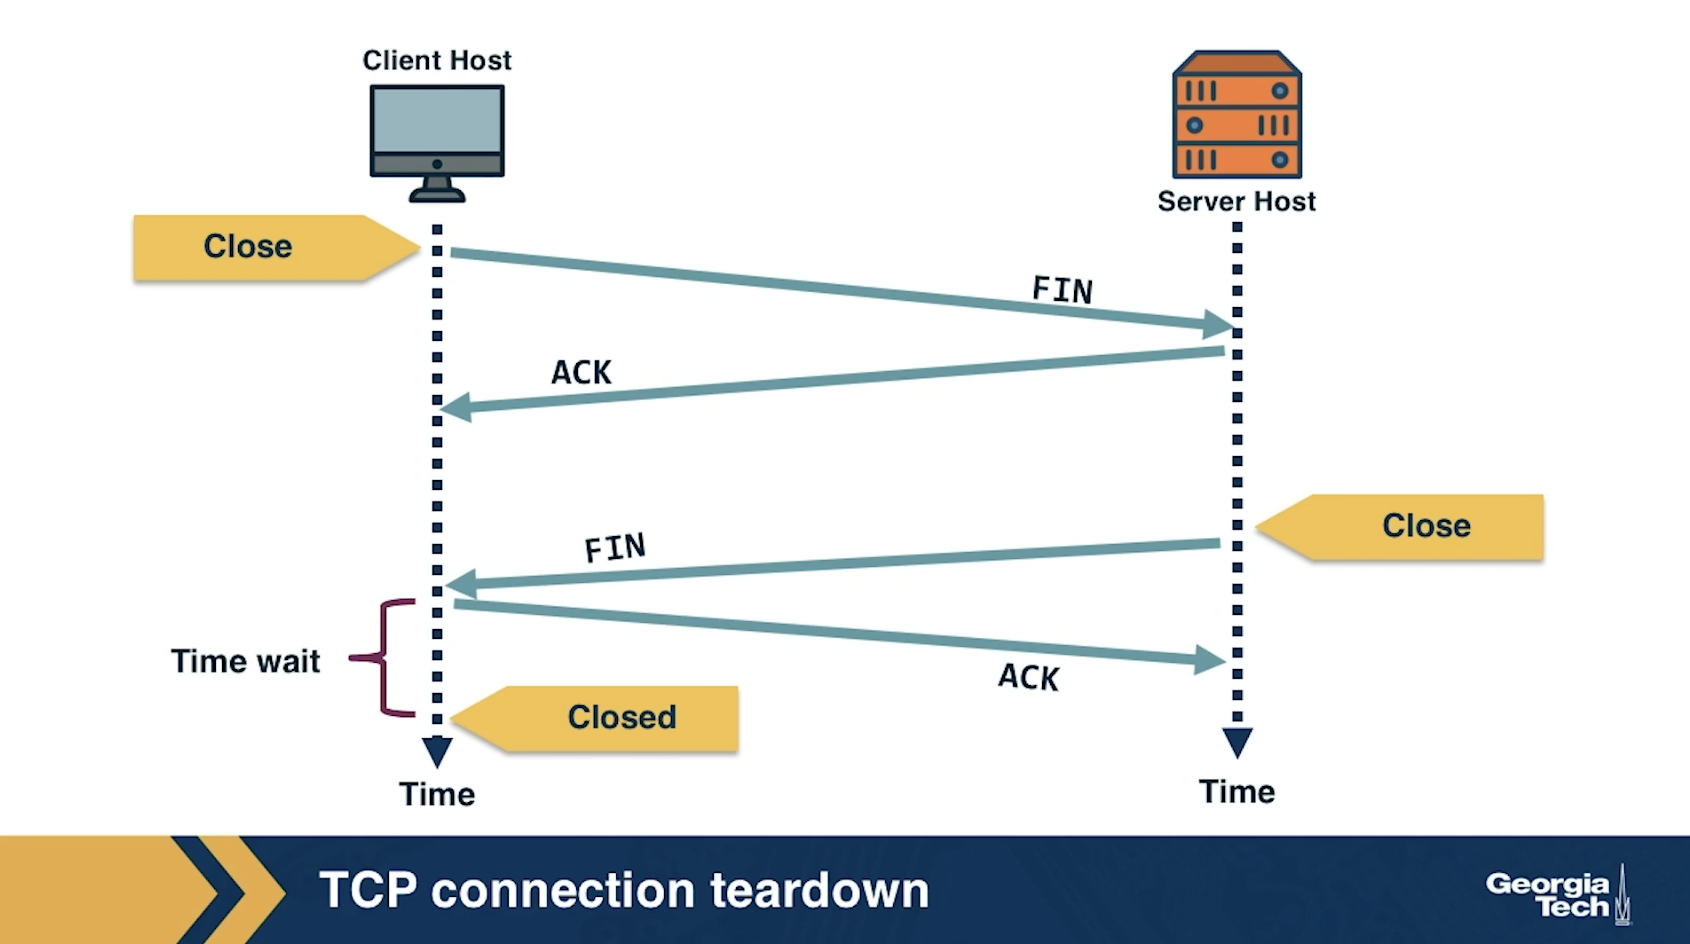 Client Host
Server Host
Close
FIN
ACK
Close
FIN
Time wait
ACK
Closed
Time
Time
TCP connection teardown
Georgia
Tech